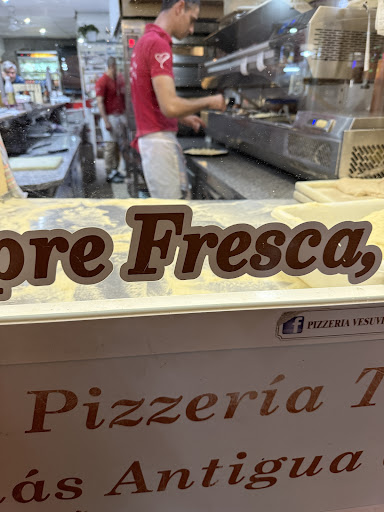 pre Fresca,
PIZZERIA VESUVI
Pizzería T
ás Antigua